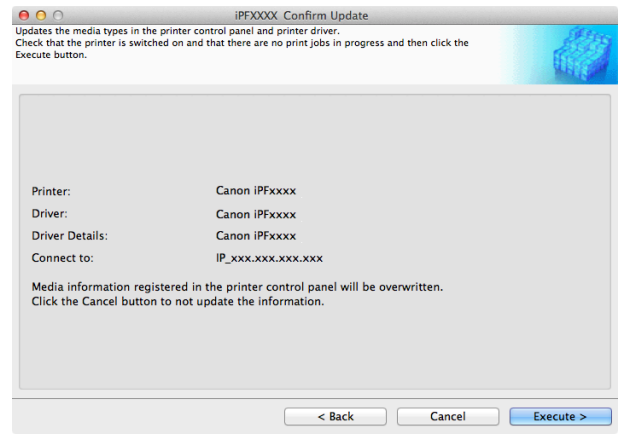 iPFXXXX Confirm Update
Updates the media types in the printer control panel and printer driver.
Check that the printer is switched on and that there are no print jobs in progress and then click the
Execute button.
Printer: Canon iPFxxxx
Driver: Canon iPFxxxx
Driver Details: Canon iPFxxxx
Connect to: IP_xxx.xxx.xxx.xxx
Media information registered in the printer control panel will be overwritten.
Click the Cancel button to not update the information.
< Back Cancel Execute >